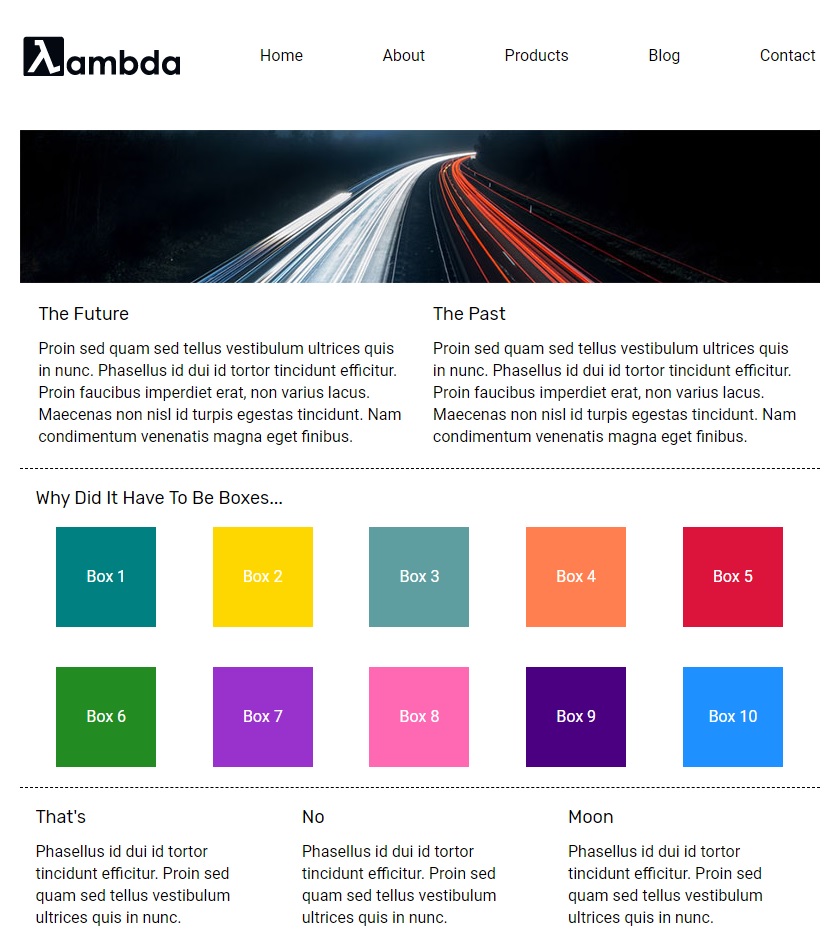 λambda
Home About Products Blog Contact
The Future
Proin sed quam sed tellus vestibulum ultrices quis
in nunc. Phasellus id dui id tortor tincidunt efficitur.
Proin faucibus imperdiet erat, non varius lacus.
Maecenas non nisl id turpis egestas tincidunt. Nam
condimentum venenatis magna eget finibus.
The Past
Proin sed quam sed tellus vestibulum ultrices quis
in nunc. Phasellus id dui id tortor tincidunt efficitur.
Proin faucibus imperdiet erat, non varius lacus.
Maecenas non nisl id turpis egestas tincidunt. Nam
condimentum venenatis magna eget finibus.
Why Did It Have To Be Boxes...
Box 1 Box 2 Box 3 Box 4 Box 5
Box 6 Box 7 Box 8 Box 9 Box 10
That's
Phasellus id dui id tortor
tincidunt efficitur. Proin sed
quam sed tellus vestibulum
ultrices quis in nunc.
No
Phasellus id dui id tortor
tincidunt efficitur. Proin sed
quam sed tellus vestibulum
ultrices quis in nunc.
Moon
Phasellus id dui id tortor
tincidunt efficitur. Proin sed
quam sed tellus vestibulum
ultrices quis in nunc.